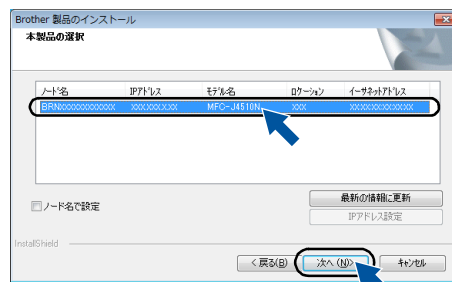 Brother 製品のインストール
本製品の選択
ノード名 IPアドレス モデル名 ロケーション イーサネットアドレス
BRNXXXXXXXXXXXX XXX.XXX.X.XX MFC-J4510N XXX XX:XX:XX:XX:XX:XX
最新の情報に更新
ノード名で設定
IPアドレス設定
InstallShield
< 戻る(B) 次へ (N)> キャンセル